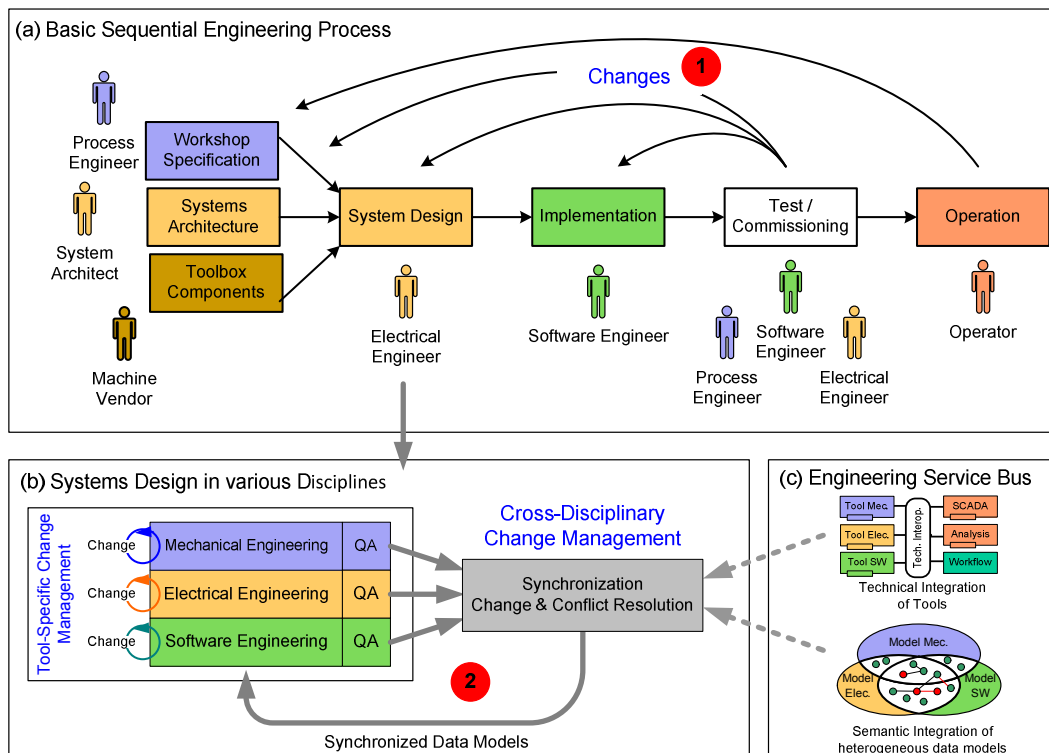 (a) Basic Sequential Engineering Process
Changes
1
Process
Engineer
Workshop
Specification
System
Architect
Systems
Architecture
System Design
Implementation
Test /
Commissioning
Operation
Toolbox
Components
Machine
Vendor
Electrical
Engineer
Software Engineer
Process
Engineer
Software
Engineer
Electrical
Engineer
Operator
(b) Systems Design in various Disciplines
Tool-Specific Change
Management
Change
Mechanical Engineering
QA
Change
Electrical Engineering
QA
Change
Software Engineering
QA
Cross-Disciplinary
Change Management
Synchronization
Change & Conflict Resolution
2
Synchronized Data Models
(c) Engineering Service Bus
Tool Mec.
Tool Elec.
Tool SW
Tech. Interop.
SCADA
Analysis
Workflow
Technical Integration
of Tools
Model Mec.
Model
Elec.
Model
SW
Semantic Integration of
heterogeneous data models